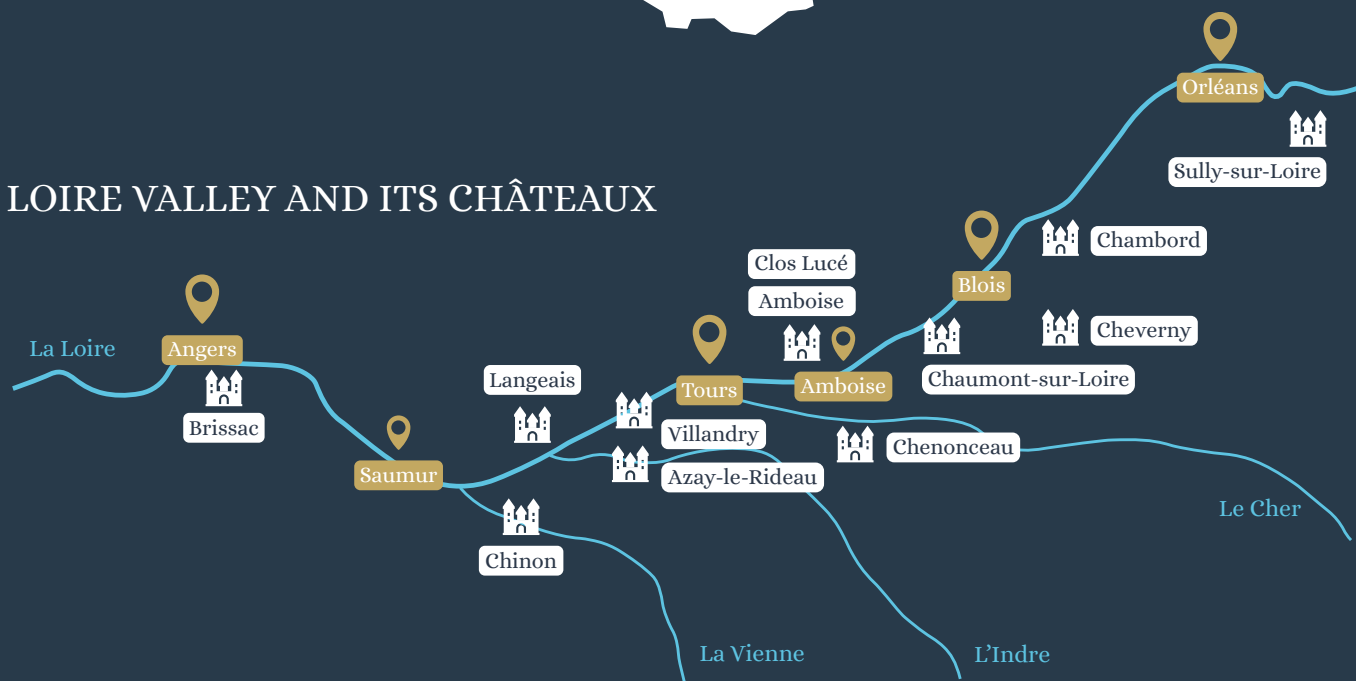 Orléans
Sully-sur-Loire
LOIRE VALLEY AND ITS CHÂTEAUX
Chambord
Clos Lucé
Blois
Amboise
Cheverny
La Loire
Angers
Langeais
Tours
Amboise
Chaumont-sur-Loire
Brissac
Villandry
Chenonceau
Saumur
Azay-le-Rideau
Le Cher
Chinon
La Vienne
L’Indre